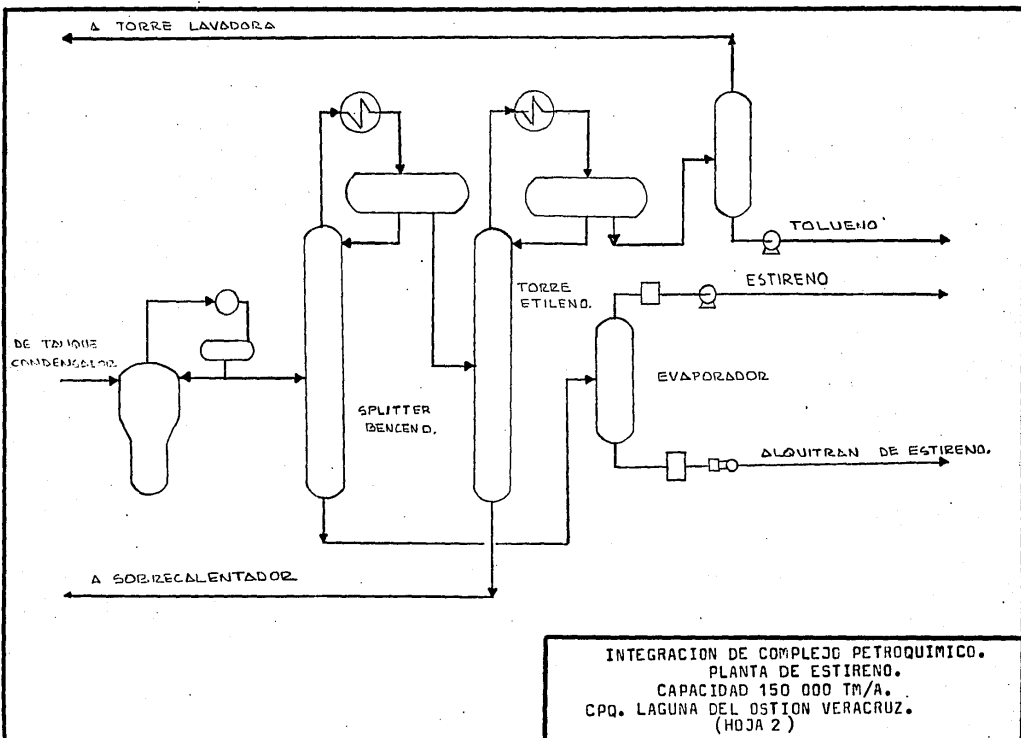 A TORRE LAVADORA
TOLUENO
ESTIRENO
TORRE
ETILENO.
DE TANQUE
CONDENSADOR
EVAPORADOR
SPLITTER
BENCENO.
ALQUITRAN DE ESTIRENO.
A SOBRECALENTADOR
INTEGRACION DE COMPLEJO PETROQUIMICO.
PLANTA DE ESTIRENO.
CAPACIDAD 150 000 TM/A.
CPQ. LAGUNA DEL OSTION VERACRUZ.
(HOJA 2)